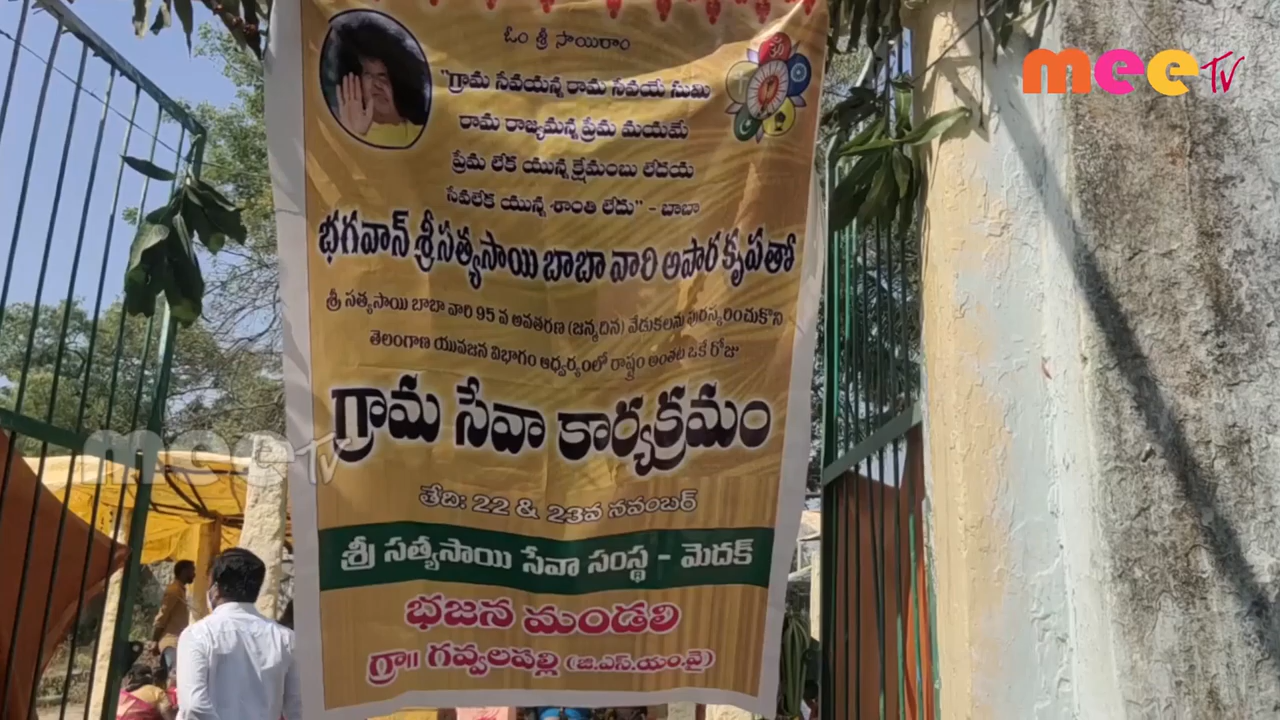 meeTV
ఓం శ్రీ సాయిరాం
"గ్రామ సేవయన్న రామ సేవయే సుమి
రామ రాజ్యమన్న ప్రేమ మయమే
ప్రేమ లేక యున్న క్షేమంబు లేదయ
సేవలేక యున్న శాంతి లేదు" - బాబా
భగవాన్ శ్రీసత్యసాయి బాబా వారి అపార కృపతో
శ్రీ సత్యసాయి బాబా వారి 95 వ అవతరణ (జన్మదిన) వేడుకలను పురస్కరించుకొని
తెలంగాణ యువజన విభాగం ఆధ్వర్యంలో రాష్ట్రం అంతట ఒకే రోజు
గ్రామ సేవా కార్యక్రమం
meeTV
తేది: 22 & 23వ నవంబర్
శ్రీ సత్యసాయి సేవా సంస్థ - మెదక్
భజన మండలి
గ్రా॥ గవ్వలపల్లి (జి.ఎస్.యం.వై)